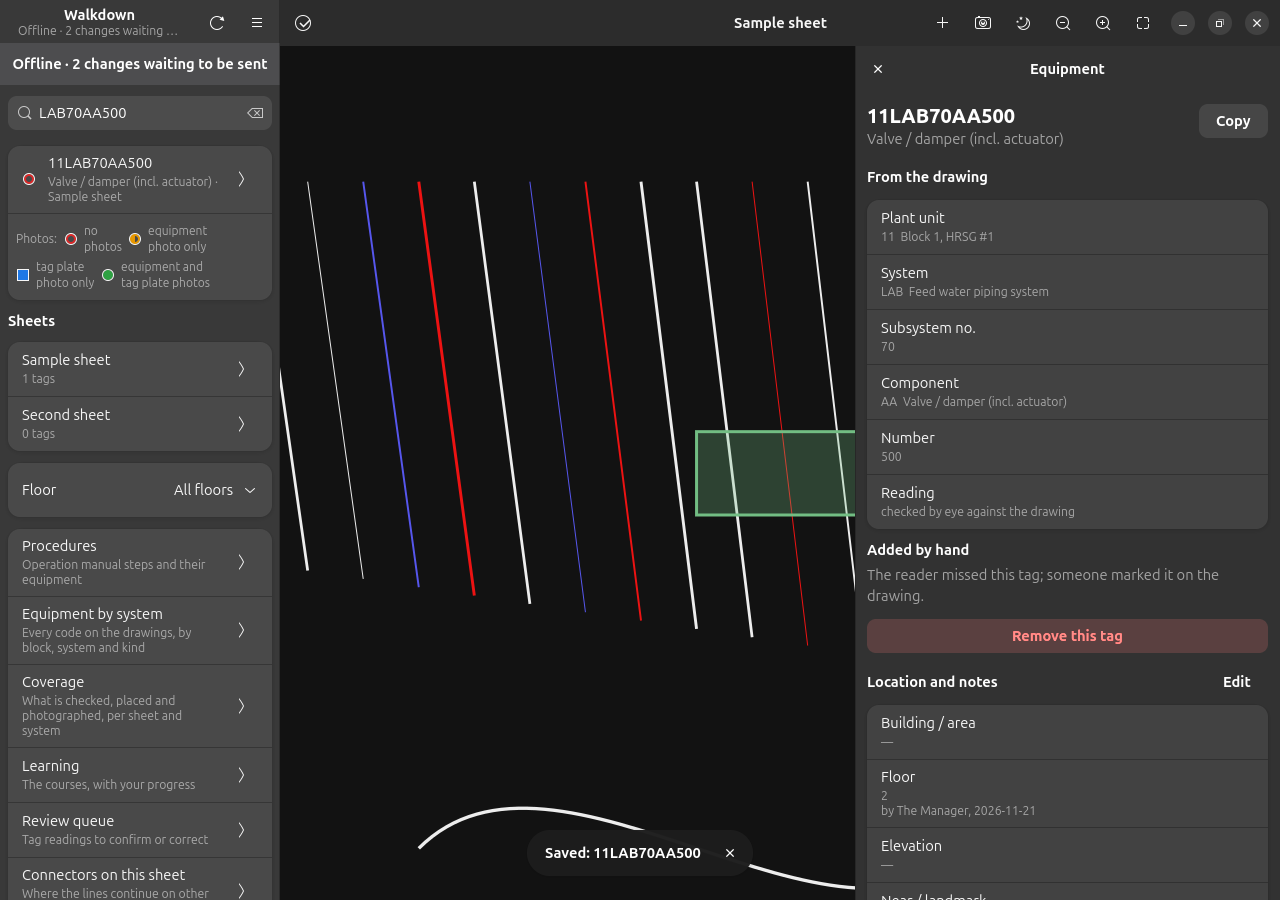 Walkdown
Offline · 2 changes waiting …
Sample sheet
Offline · 2 changes waiting to be sent
LAB70AA500
11LAB70AA500
Valve / damper (incl. actuator) ·
Sample sheet
Photos:
no
photos
equipment
photo only
tag plate
photo only
equipment and
tag plate photos
Sheets
Sample sheet
1 tags
Second sheet
0 tags
Floor
All floors
Procedures
Operation manual steps and their
equipment
Equipment by system
Every code on the drawings, by
block, system and kind
Coverage
What is checked, placed and
photographed, per sheet and
system
Learning
The courses, with your progress
Review queue
Tag readings to confirm or correct
Connectors on this sheet
Where the lines continue on other
Saved: 11LAB70AA500
Equipment
11LAB70AA500
Valve / damper (incl. actuator)
Copy
From the drawing
Plant unit
11 Block 1, HRSG #1
System
LAB Feed water piping system
Subsystem no.
70
Component
AA Valve / damper (incl. actuator)
Number
500
Reading
checked by eye against the drawing
Added by hand
The reader missed this tag; someone marked it on the
drawing.
Remove this tag
Location and notes
Edit
Building / area
—
Floor
2
by The Manager, 2026-11-21
Elevation
—
Near / landmark